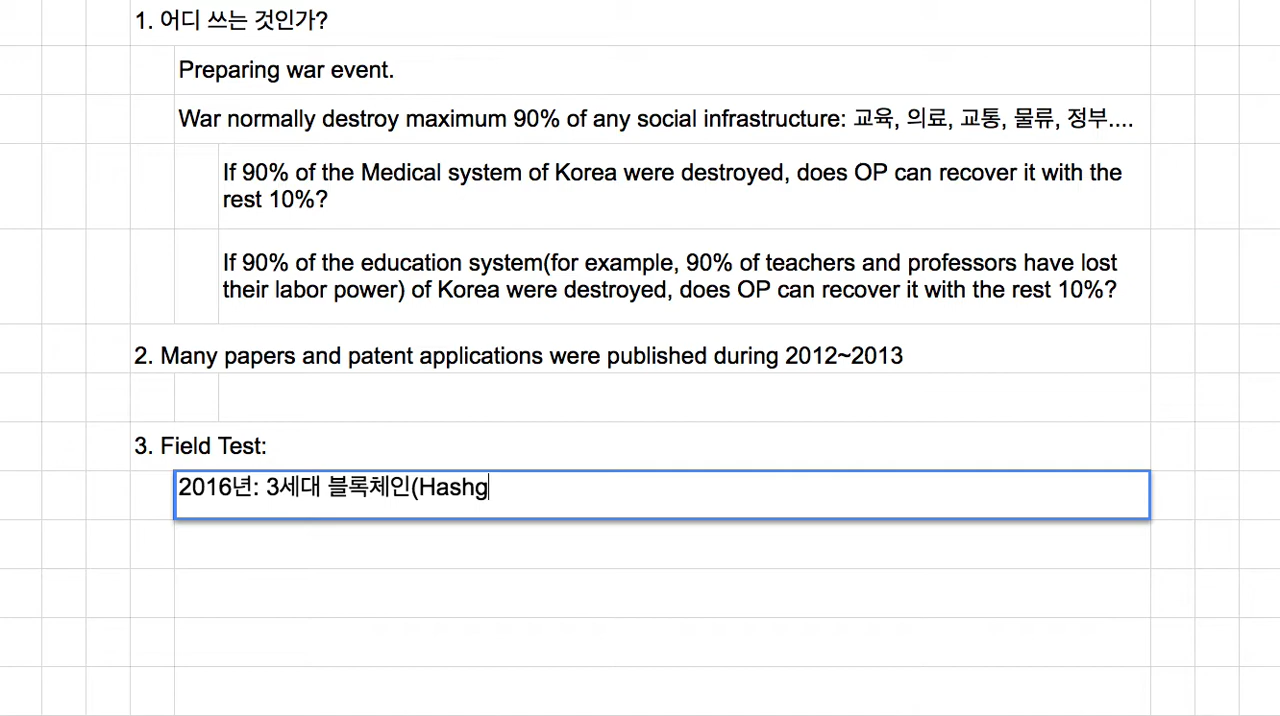 1. 어디 쓰는 것인가?
Preparing war event.
War normally destroy maximum 90% of any social infrastructure: 교육, 의료, 교통, 물류, 정부....
If 90% of the Medical system of Korea were destroyed, does OP can recover it with the
rest 10%?
If 90% of the education system(for example, 90% of teachers and professors have lost
their labor power) of Korea were destroyed, does OP can recover it with the rest 10%?
2. Many papers and patent applications were published during 2012~2013
3. Field Test:
2016년: 3세대 블록체인(Hashg